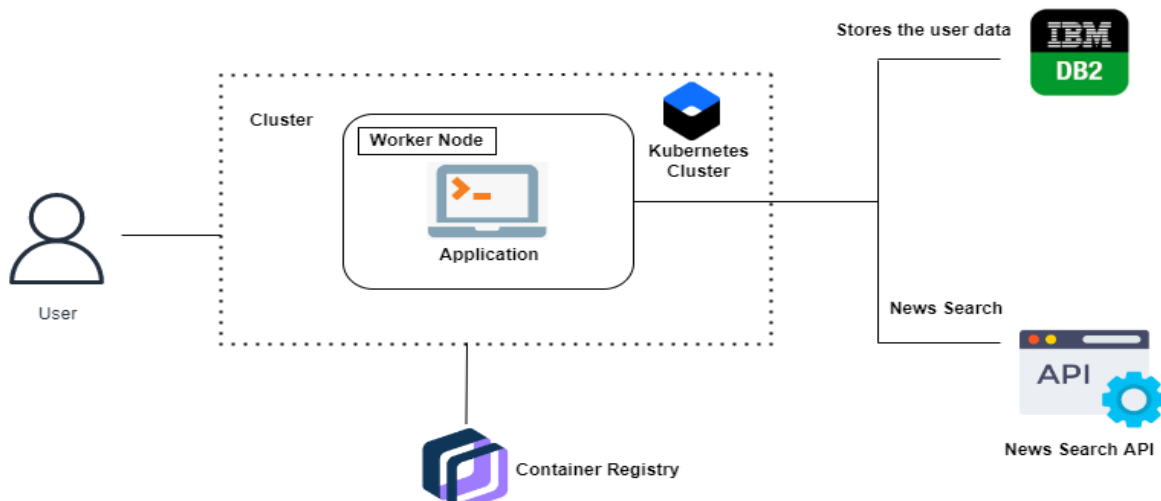 Stores the user data
IBM
DB2
Cluster
Worker Node
Kubernetes
Cluster
Application
User
News Search
API
News Search API
Container Registry